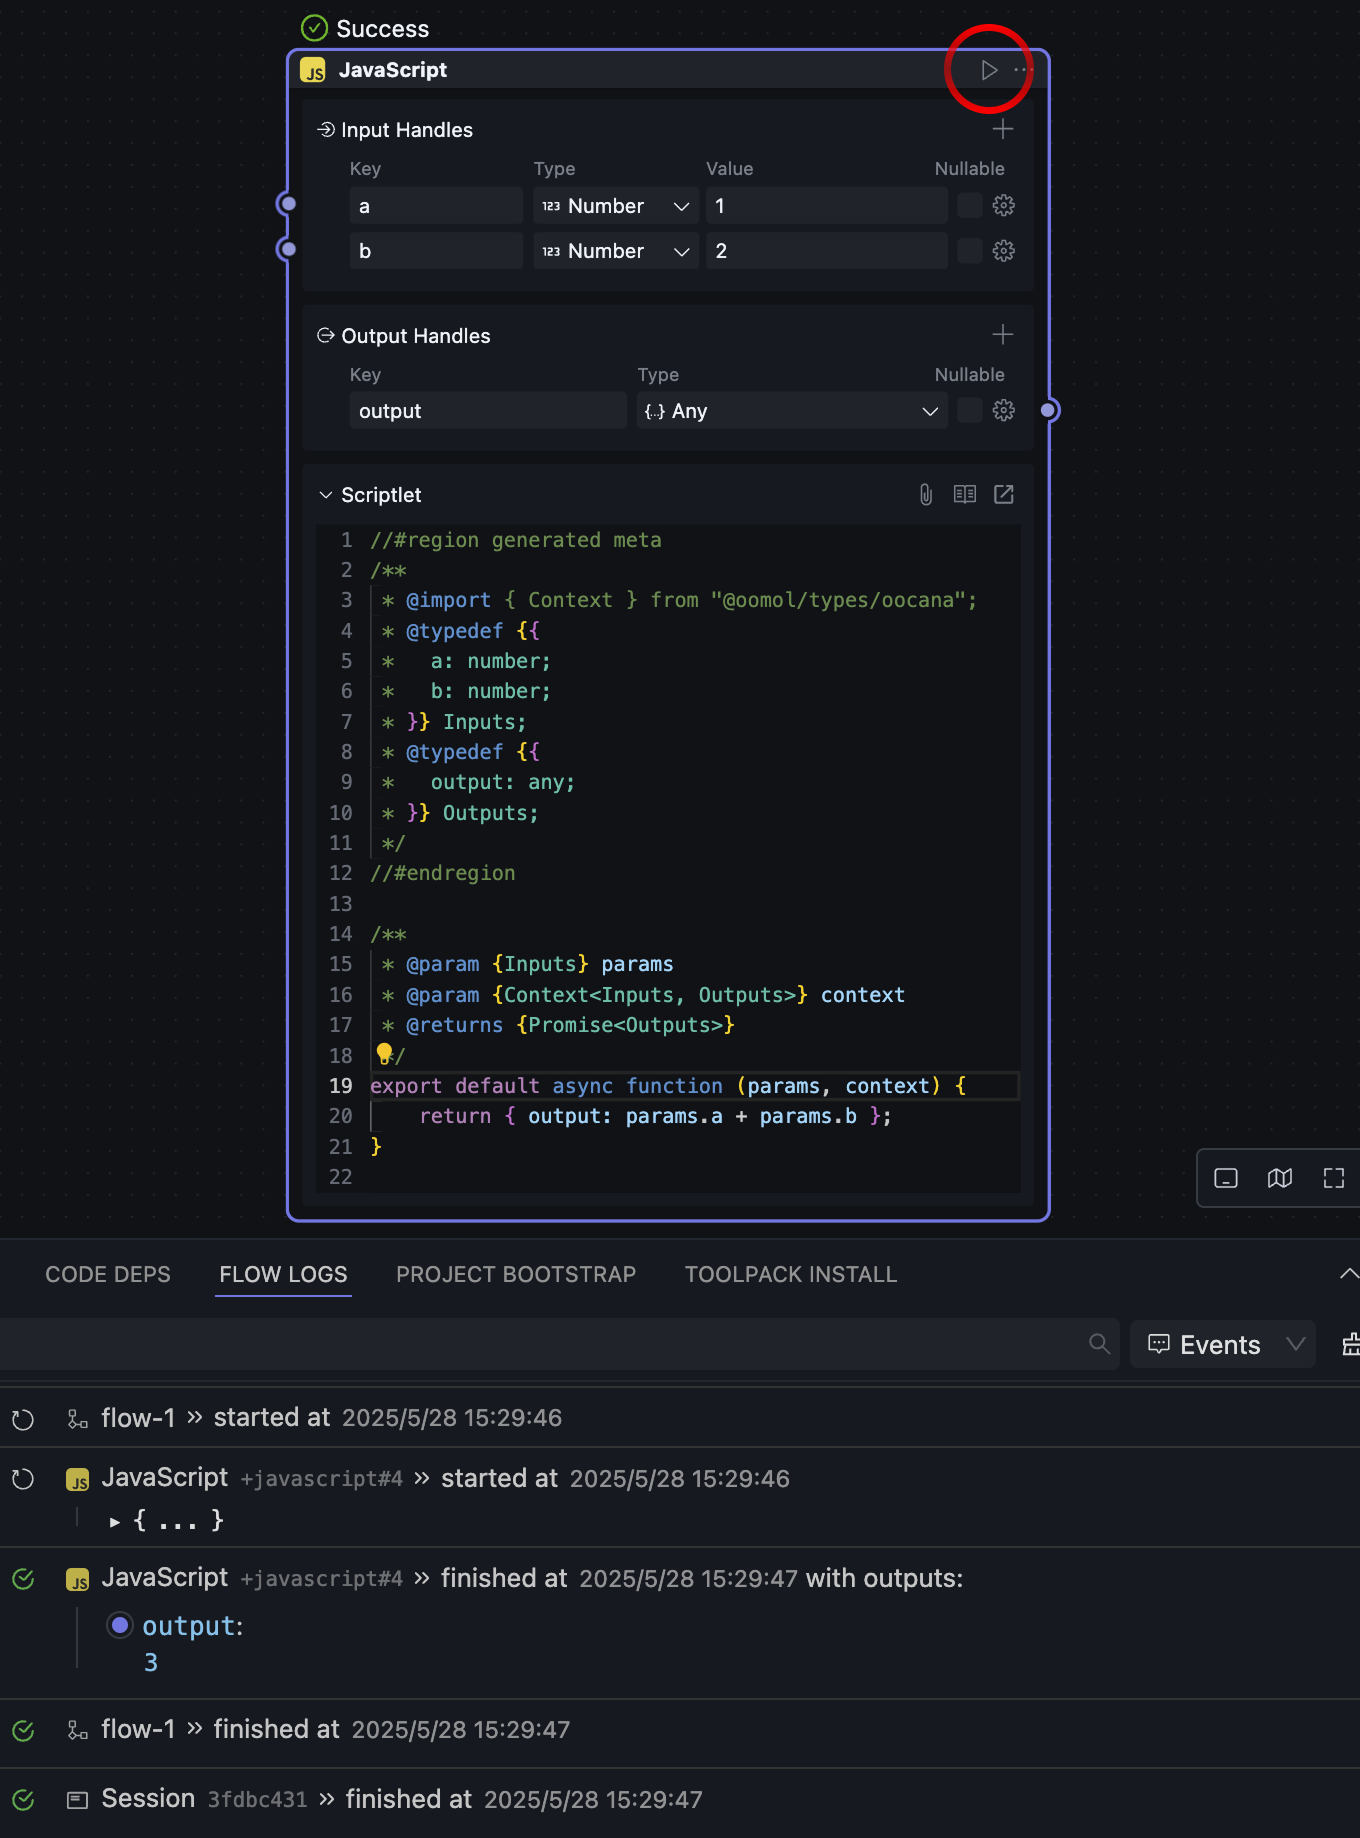 Success
JS JavaScript
Input Handles
Key Type Value Nullable
a 123 Number 1
b 123 Number 2
Output Handles
Key Type Nullable
output {..} Any
Scriptlet
1 //#region generated meta
2 /**
3 * @import { Context } from "@oomol/types/oocana";
4 * @typedef {{
5 *   a: number;
6 *   b: number;
7 * }} Inputs;
8 * @typedef {{
9 *   output: any;
10 * }} Outputs;
11 */
12 //#endregion
13
14 /**
15 * @param {Inputs} params
16 * @param {Context<Inputs, Outputs>} context
17 * @returns {Promise<Outputs>}
18 */
19 export default async function (params, context) {
20     return { output: params.a + params.b };
21 }
22
CODE DEPS FLOW LOGS PROJECT BOOTSTRAP TOOLPACK INSTALL
Events
flow-1 » started at 2025/5/28 15:29:46
JS JavaScript +javascript#4 » started at 2025/5/28 15:29:46
▸ { ... }
JS JavaScript +javascript#4 » finished at 2025/5/28 15:29:47 with outputs:
output:
3
flow-1 » finished at 2025/5/28 15:29:47
Session 3fdbc431 » finished at 2025/5/28 15:29:47